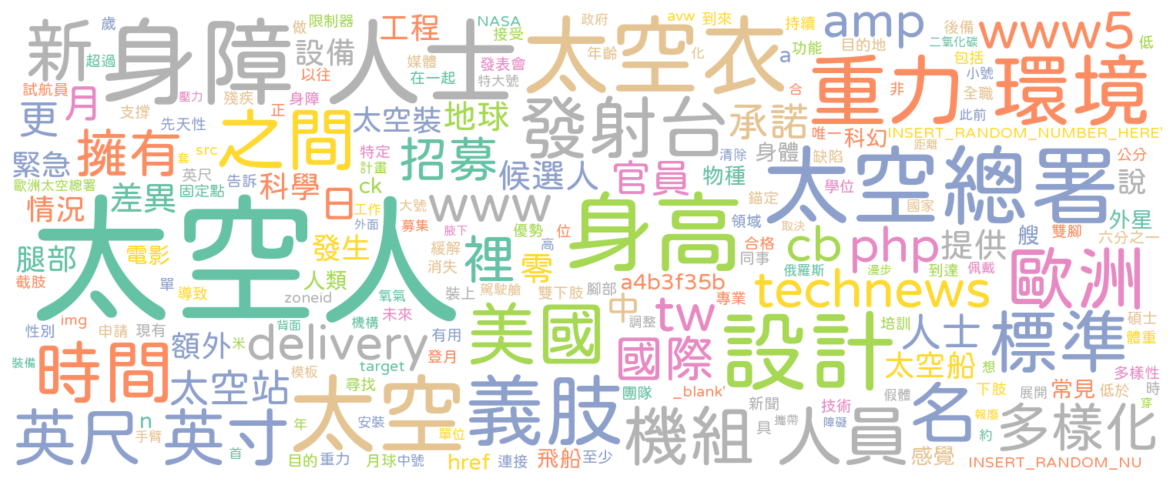 新
身障
人士
太空衣
amp
www5
重力
環境
限制器
做
工程
NASA
接受
政府
avw
到來
持續
後備
二氧化碳
低
歲
超過
設備
以往
媒體
在一起
發表會
特大號
年齡
化
a
功能
目的地
包括
小號
試航員
更
月
支撐
殘疾
壓力
正
身障
發射台
承諾
合
非
全職
此前
唯一
科幻
INSERT_RANDOM_NUMBER_HERE'
擁有
先天性
之間
太空裝
地球
距離
緊急
套
src
特定
招募
候選人
官員
清除
身體
缺陷
太空總署
公分
說
歐洲太空總署
英尺
計畫
ck
物種
學位
差異
固定點
告訴
科學
www
錨定
國家
外星
情況
日
工作
大號
身高
領域
取決
艘
雙腳
太空人
外面
募集
腋下
優勢
位
合格
cb
php
提供
六分之一
腿部
電影
發生
緩解
高
裡
零
同事
俄羅斯
漫步
到達
佩戴
截肢
單
人類
消失
a4b3f35b
專業
technews
歐洲
導致
zoneid
氧氣
裝上
駕駛艙
雙下肢
腳部
中
tw
img
未來
調整
培訓
碩士
性別
申請
現有
背面
機構
有用
美國
國際
設計
人士
標準
體重
裝備
時間
額外
米
delivery
target
登月
太空船
想
多樣性
模板
太空站
尋找
太空
義肢
團隊
_blank'
下肢
常見
低於
時
穿
英尺
n
英寸
手臂
年
安裝
單位
機組
人員
新聞
技術
假體
名
展開
報廢
多樣化
具
障礙
攜帶
約
首
目的
重力
月球
中號
href
連接
飛船
至少
感覺
INSERT_RANDOM_NU